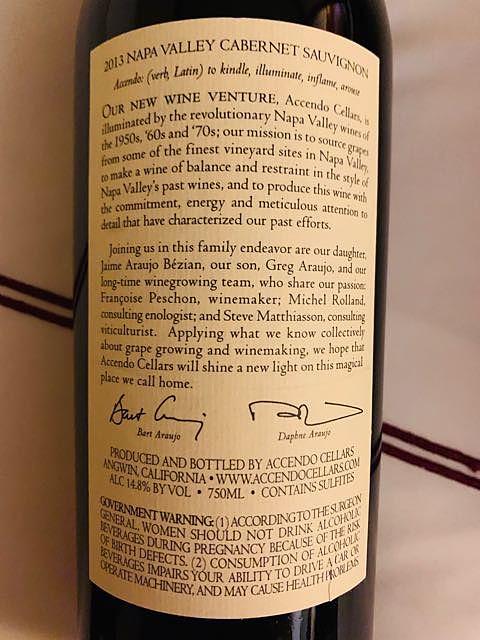 2013 NAPA VALLEY CABERNET SAUVIGNON
Accendo: (verb, Latin) to kindle, illuminate, inflame, arouse
OUR NEW WINE VENTURE, Accendo Cellars, is
illuminated by the revolutionary Napa Valley wines of
the 1950s, '60s and '70s; our mission is to source grapes
from some of the finest vineyard sites in Napa Valley,
to make a wine of balance and restraint in the style of
Napa Valley's past wines, and to produce this wine with
the commitment, energy and meticulous attention to
detail that have characterized our past efforts.
Joining us in this family endeavor are our daughter,
Jaime Araujo Bézian, our son, Greg Araujo, and our
long-time winegrowing team, who share our passion:
Françoise Peschon, winemaker; Michel Rolland,
consulting enologist; and Steve Matthiasson, consulting
viticulturist. Applying what we know collectively
about grape growing and winemaking, we hope that
Accendo Cellars will shine a new light on this magical
place we call home.
Bart Araujo Daphne Araujo
PRODUCED AND BOTTLED BY ACCENDO CELLARS
ANGWIN, CALIFORNIA • WWW.ACCENDOCELLARS.COM
ALC 14.8% BY VOL • 750ML • CONTAINS SULFITES
GOVERNMENT WARNING: (1) ACCORDING TO THE SURGEON
GENERAL, WOMEN SHOULD NOT DRINK ALCOHOLIC
BEVERAGES DURING PREGNANCY BECAUSE OF THE RISK
OF BIRTH DEFECTS. (2) CONSUMPTION OF ALCOHOLIC
BEVERAGES IMPAIRS YOUR ABILITY TO DRIVE A CAR OR
OPERATE MACHINERY, AND MAY CAUSE HEALTH PROBLEMS